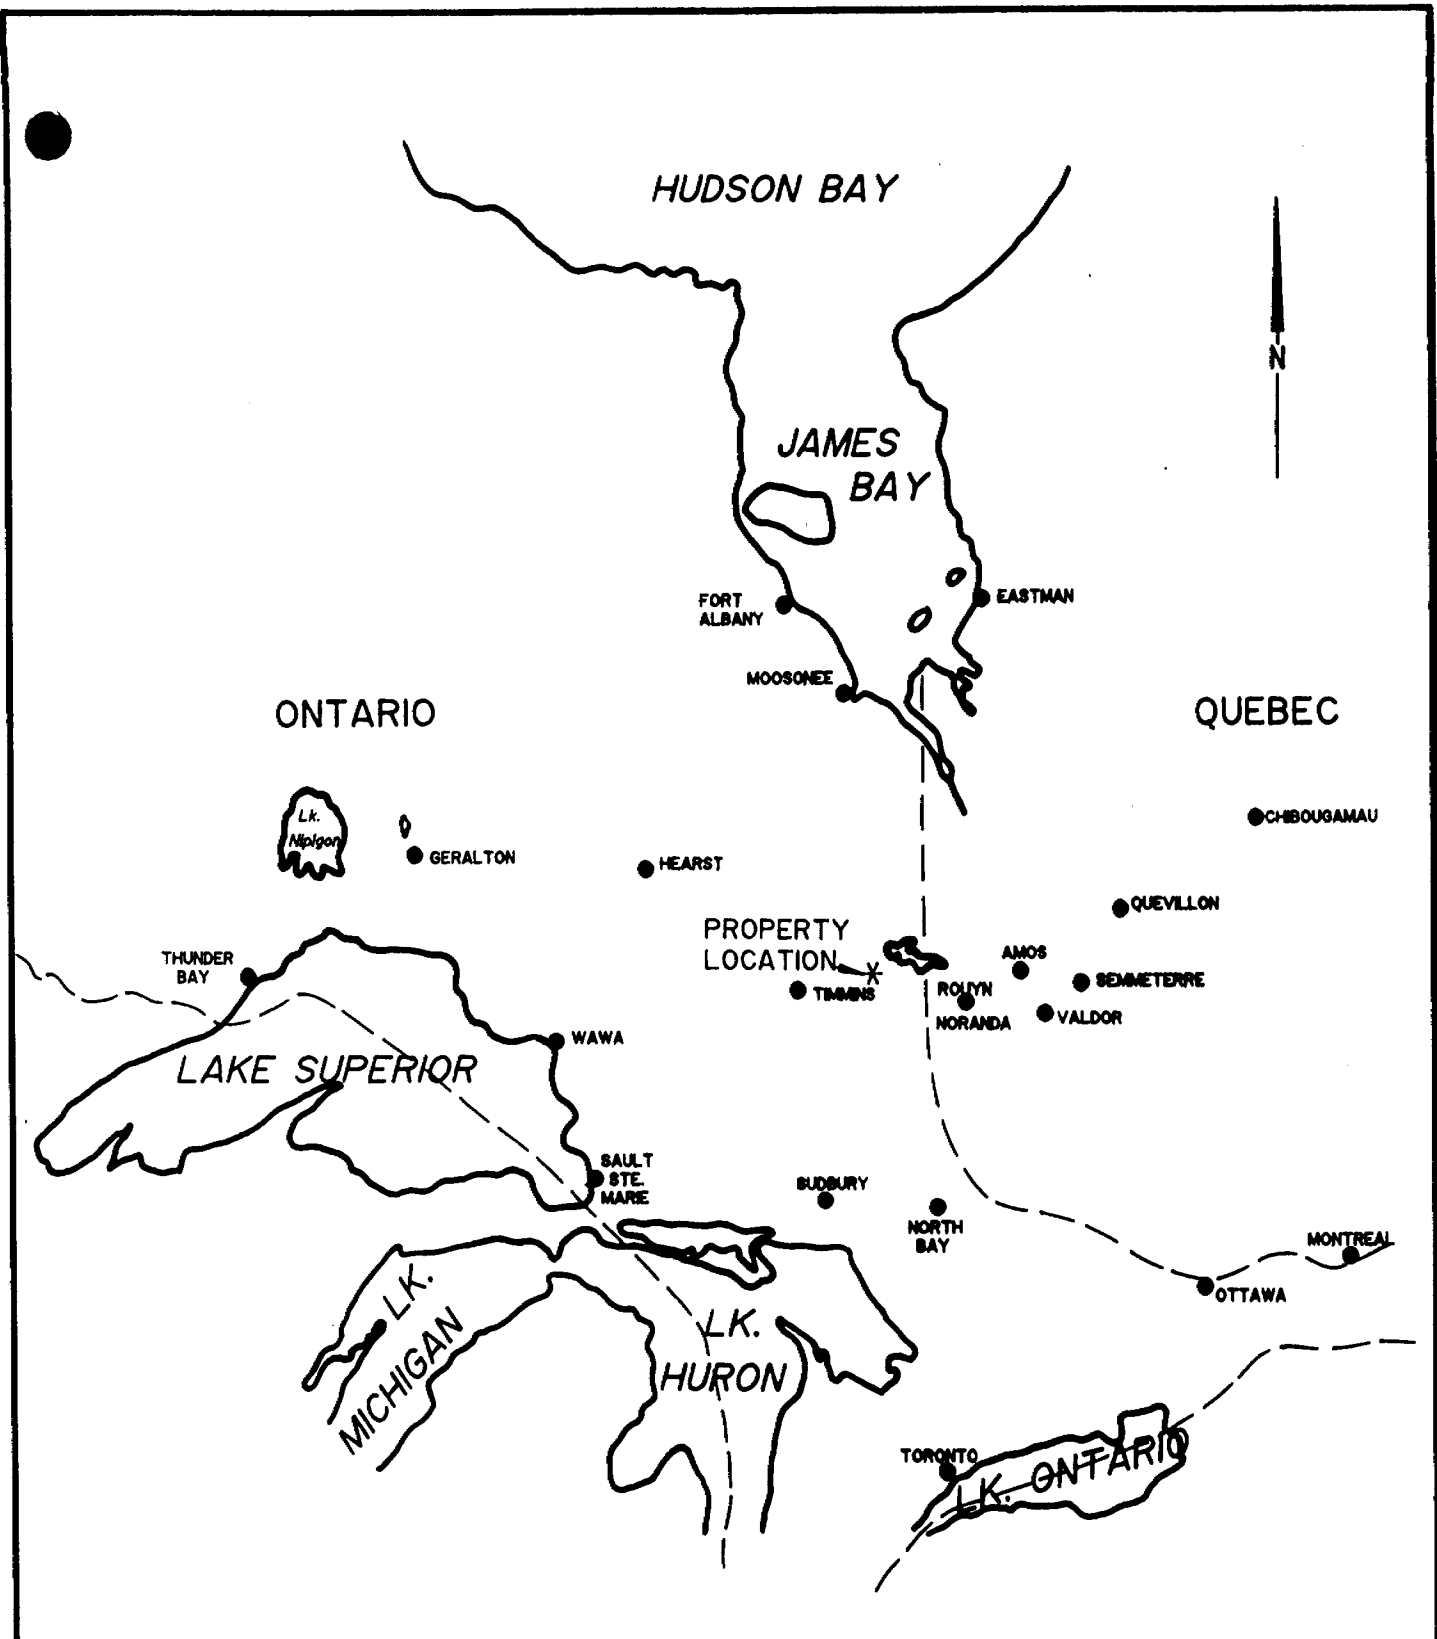 HUDSON BAY
N
JAMES
BAY
FORT
ALBANY
EASTMAN
MOOSONEE
ONTARIO
QUEBEC
Lk.
Nipigon
GERALTON
HEARST
CHIBOUGAMAU
QUEVILLON
PROPERTY
LOCATION
THUNDER
BAY
AMOS
SEMMETERRE
TIMMINS
ROUYN
NORANDA
VALDOR
WAWA
LAKE SUPERIOR
SAULT
STE.
MARIE
SUDBURY
NORTH
BAY
MONTREAL
OTTAWA
LK.
MICHIGAN
LK.
HURON
TORONTO
LK. ONTARIO